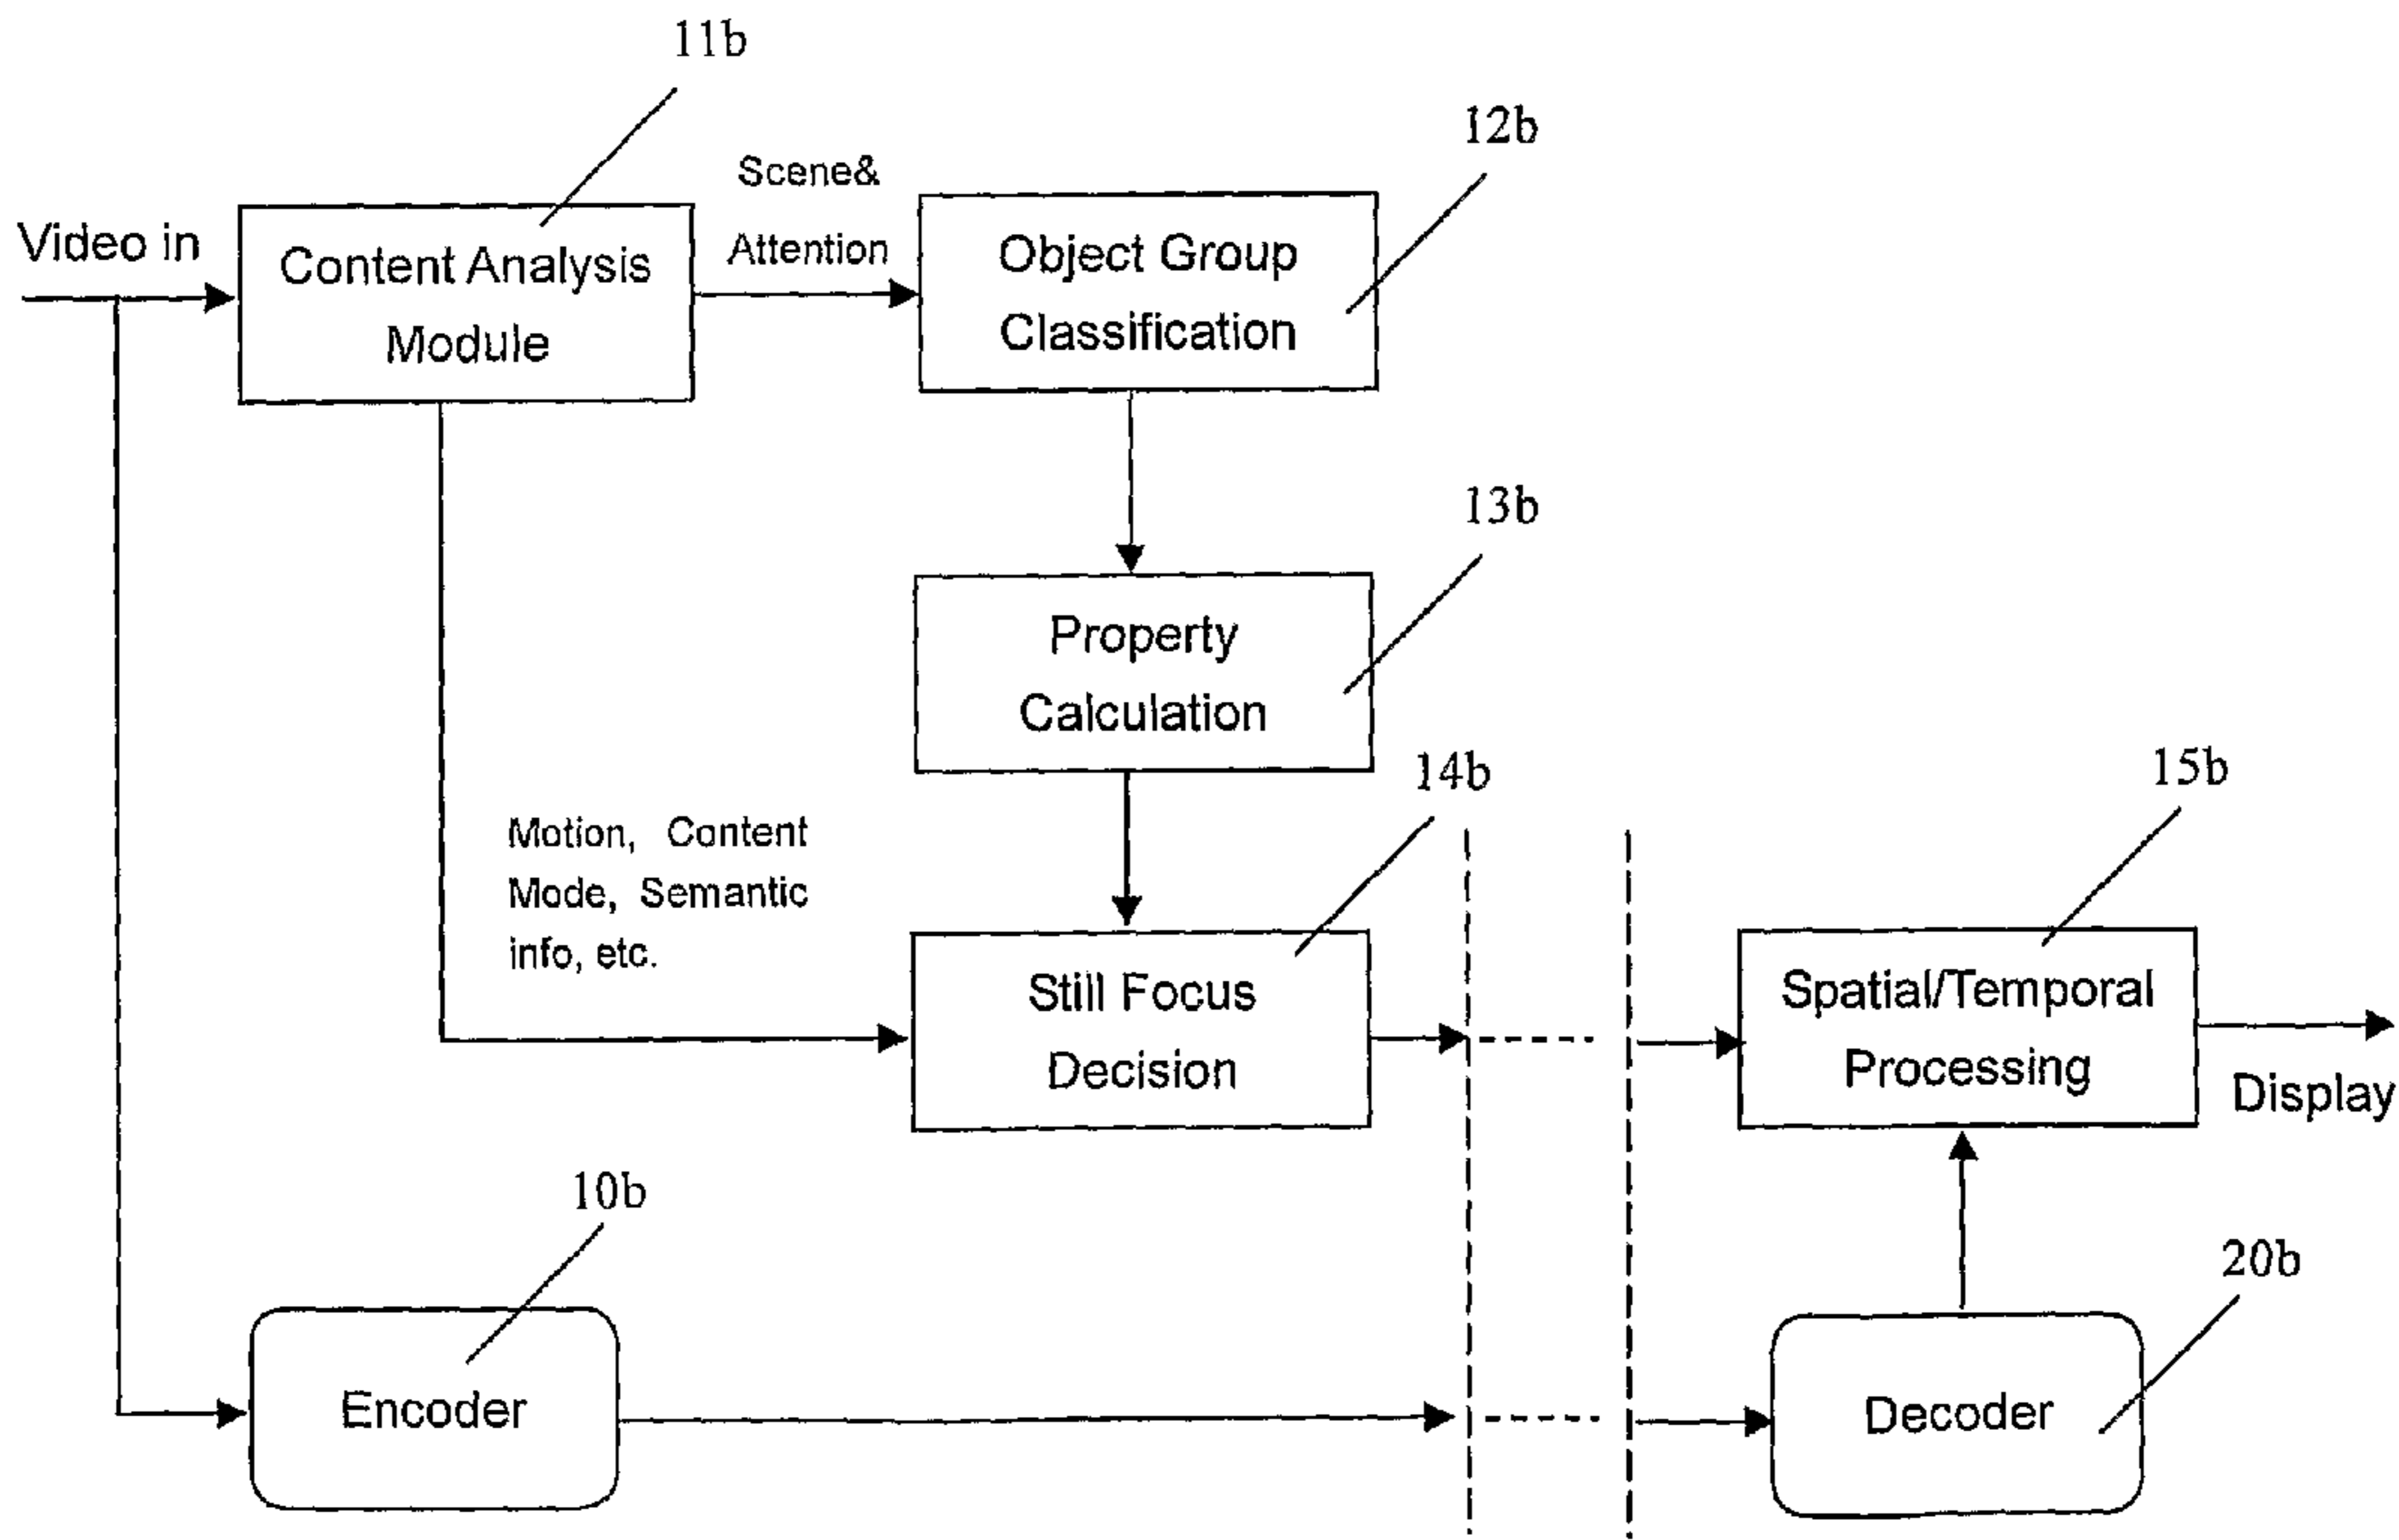 11b
12b
Scene&
Attention
Video in
Content Analysis
Module
Object Group
Classification
13b
Property
Calculation
14b
15b
Motion, Content
Mode, Semantic
info, etc.
Still Focus
Decision
Spatial/Temporal
Processing
Display
10b
20b
Encoder
Decoder